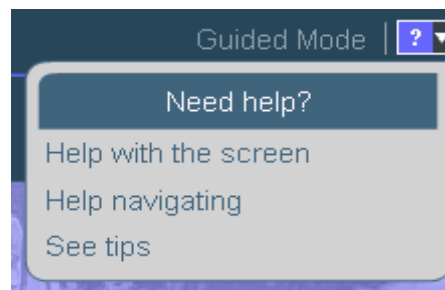 Guided Mode | ?
Need help?
Help with the screen
Help navigating
See tips